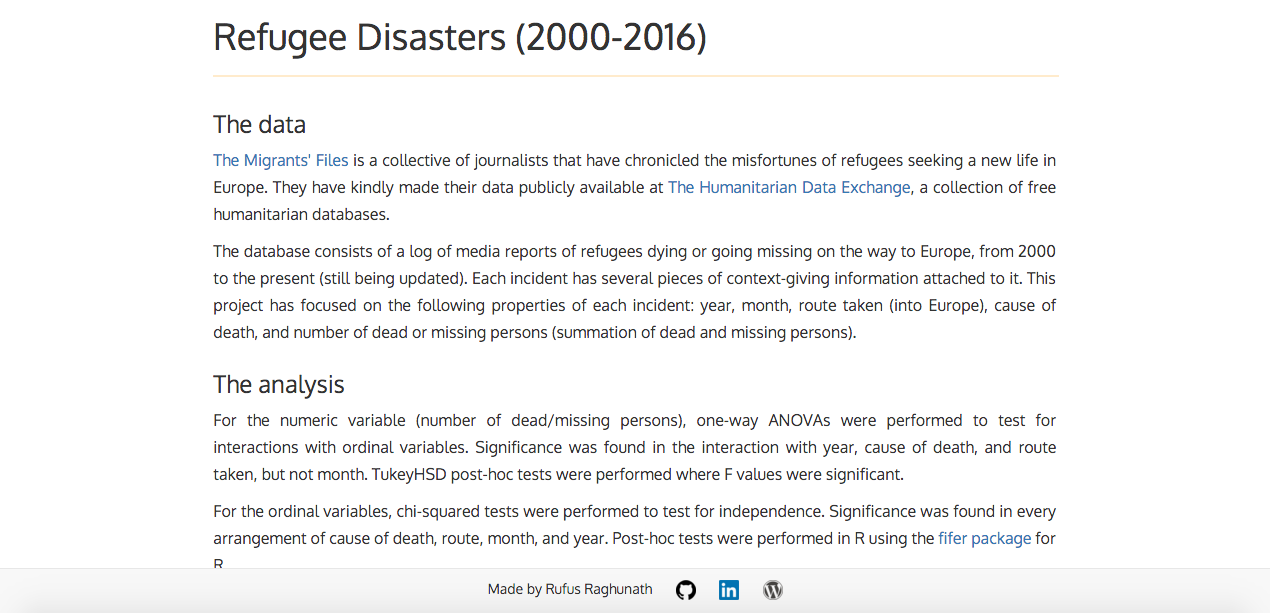 Refugee Disasters (2000-2016)
The data
The Migrants' Files is a collective of journalists that have chronicled the misfortunes of refugees seeking a new life in
Europe. They have kindly made their data publicly available at The Humanitarian Data Exchange, a collection of free
humanitarian databases.
The database consists of a log of media reports of refugees dying or going missing on the way to Europe, from 2000
to the present (still being updated). Each incident has several pieces of context-giving information attached to it. This
project has focused on the following properties of each incident: year, month, route taken (into Europe), cause of
death, and number of dead or missing persons (summation of dead and missing persons).
The analysis
For the numeric variable (number of dead/missing persons), one-way ANOVAs were performed to test for
interactions with ordinal variables. Significance was found in the interaction with year, cause of death, and route
taken, but not month. TukeyHSD post-hoc tests were performed where F values were significant.
For the ordinal variables, chi-squared tests were performed to test for independence. Significance was found in every
arrangement of cause of death, route, month, and year. Post-hoc tests were performed in R using the fifer package for
R
Made by Rufus Raghunath
in
W